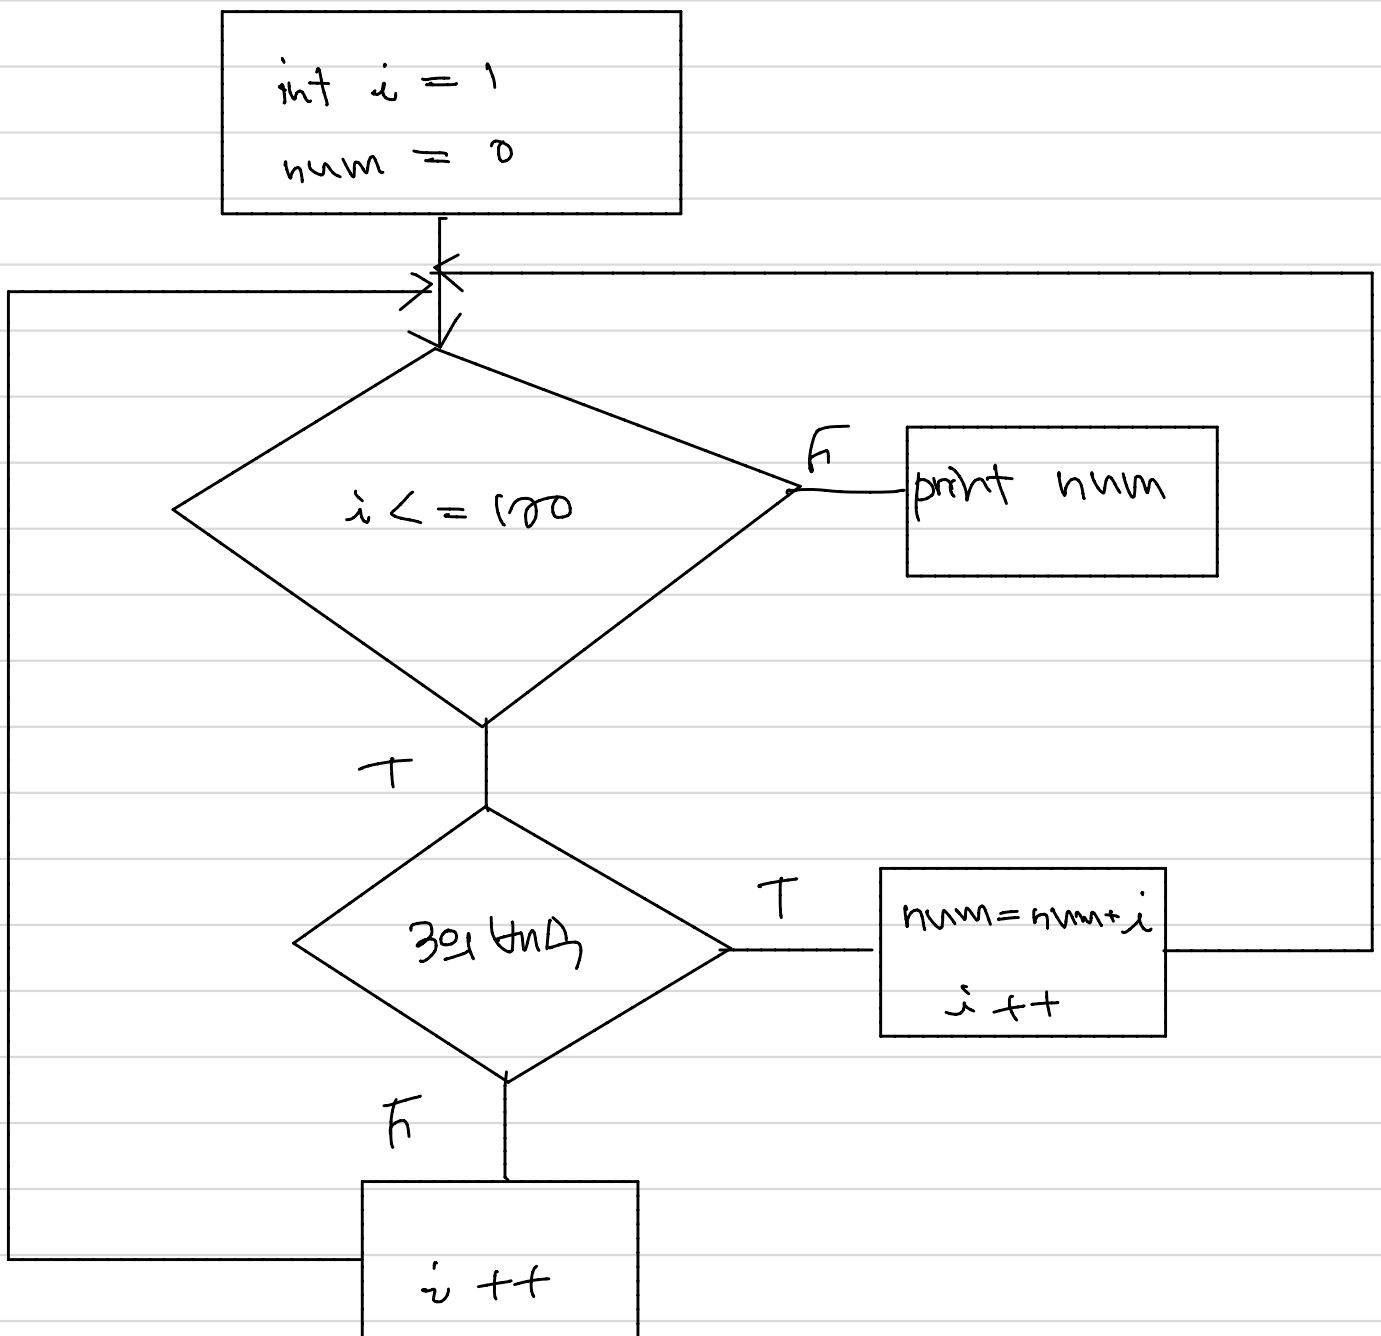 int i = 1
num = 0
i < = 100
F
print num
T
3의 배수
T
num = num + i
i ++
F
i ++